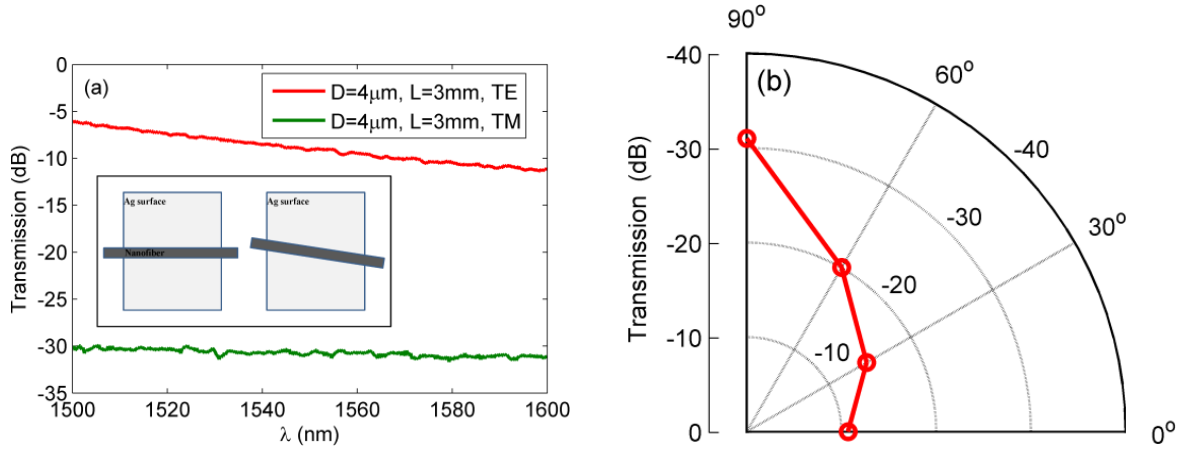 (a)
Transmission (dB)
0
-5
-10
-15
-20
-25
-30
-35
D=4μm, L=3mm, TE
D=4μm, L=3mm, TM
Ag surface
Ag surface
Nanofiber
1500
1520
1540
1560
1580
1600
λ (nm)
(b)
Transmission (dB)
-40
-30
-20
-10
0
90°
60°
30°
0°
-40
-30
-20
-10